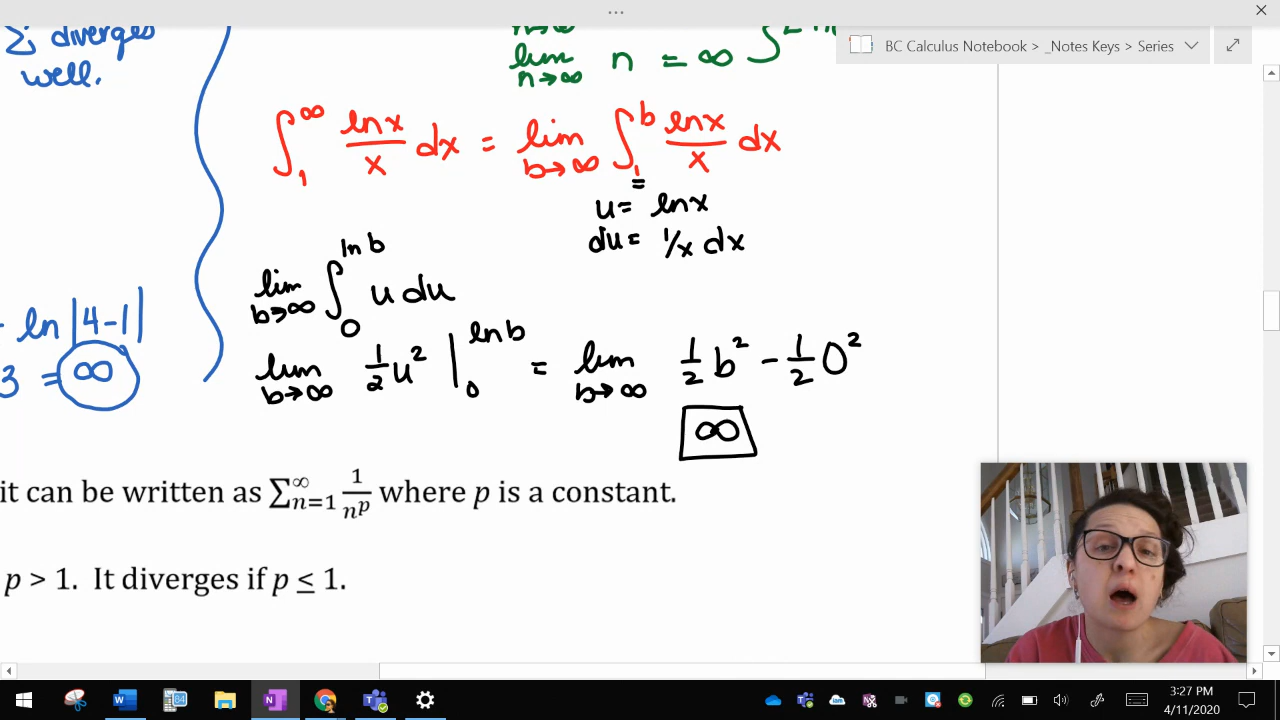 BC Calculus Notebook > _Notes Keys > Series
∑ diverges
well.
lim n→∞ n = ∞
∫₁^∞ lnx/x dx = lim b→∞ ∫₁^b lnx/x dx
u = lnx
du = 1/x dx
lim b→∞ ∫₀^(ln b) u du
- ln|4-1|
3 = ∞
lim b→∞ 1/2 u² |₀^(ln b) = lim b→∞ 1/2 b² - 1/2 0²
∞
it can be written as ∑_(n=1)^∞ 1/n^p where p is a constant.
p > 1. It diverges if p ≤ 1.
3:27 PM
4/11/2020